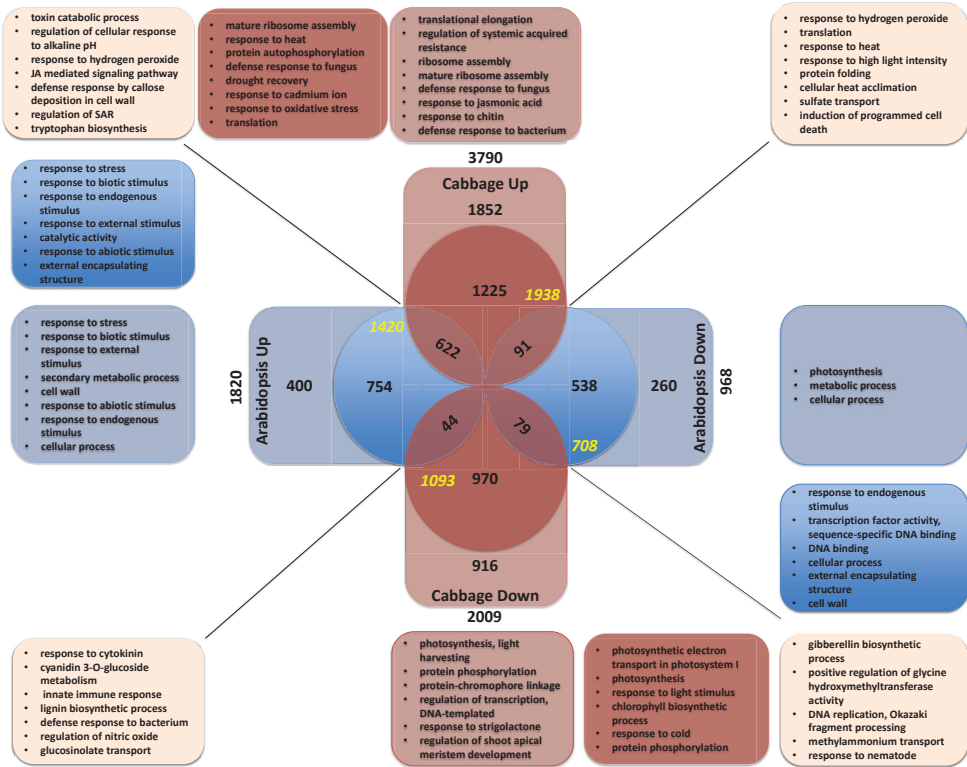 • toxin catabolic process
• regulation of cellular response
to alkaline pH
• response to hydrogen peroxide
• JA mediated signaling pathway
• defense response by callose
deposition in cell wall
• regulation of SAR
• tryptophan biosynthesis
• mature ribosome assembly
• response to heat
• protein autophosphorylation
• defense response to fungus
• drought recovery
• response to cadmium ion
• response to oxidative stress
• translation
• translational elongation
• regulation of systemic acquired
resistance
• ribosome assembly
• mature ribosome assembly
• defense response to fungus
• response to jasmonic acid
• response to chitin
• defense response to bacterium
• response to hydrogen peroxide
• translation
• response to heat
• response to high light intensity
• protein folding
• cellular heat acclimation
• sulfate transport
• induction of programmed cell
death
• response to stress
• response to biotic stimulus
• response to endogenous
stimulus
• response to external stimulus
• catalytic activity
• response to abiotic stimulus
• external encapsulating
structure
3790
Cabbage Up
1852
1225
1938
• response to stress
• response to biotic stimulus
• response to external
stimulus
• secondary metabolic process
• cell wall
• response to abiotic stimulus
• response to endogenous
stimulus
• cellular process
1820
Arabidopsis Up
400
754
1420
622
91
44
79
538
708
260
Arabidopsis Down
968
• photosynthesis
• metabolic process
• cellular process
1093
970
916
Cabbage Down
2009
• response to endogenous
stimulus
• transcription factor activity,
sequence-specific DNA binding
• DNA binding
• cellular process
• external encapsulating
structure
• cell wall
• response to cytokinin
• cyanidin 3-O-glucoside
metabolism
• innate immune response
• lignin biosynthetic process
• defense response to bacterium
• regulation of nitric oxide
• glucosinolate transport
• photosynthesis, light
harvesting
• protein phosphorylation
• protein-chromophore linkage
• regulation of transcription,
DNA-templated
• response to strigolactone
• regulation of shoot apical
meristem development
• photosynthetic electron
transport in photosystem I
• photosynthesis
• response to light stimulus
• chlorophyll biosynthetic
process
• response to cold
• protein phosphorylation
• gibberellin biosynthetic
process
• positive regulation of glycine
hydroxymethyltransferase
activity
• DNA replication, Okazaki
fragment processing
• methylammonium transport
• response to nematode